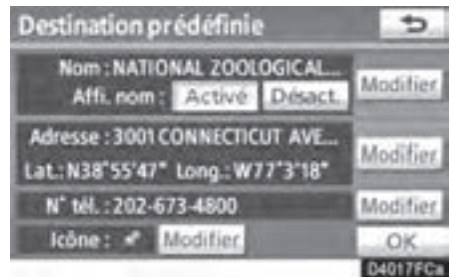 Destination prédéfinie
Nom : NATIONAL ZOOLOGICAL...
Affi. nom : Activé Désact. Modifier
Adresse : 3001 CONNECTICUT AVE...
Lat.: N38°55'47" Long.: W77°3'18" Modifier
N° tél. : 202-673-4800 Modifier
Icône : Modifier OK
D4017FCa